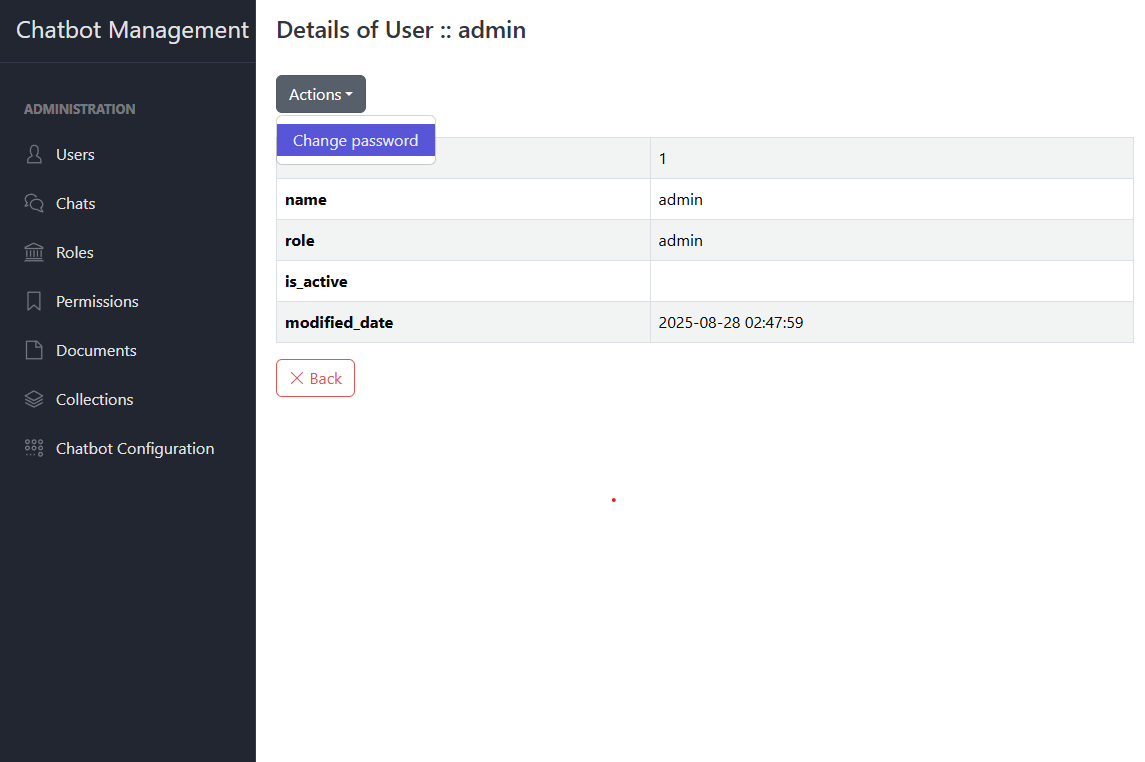 Chatbot Management
ADMINISTRATION
Users
Chats
Roles
Permissions
Documents
Collections
Chatbot Configuration
Details of User :: admin
Actions
Change password
1
name admin
role admin
is_active
modified_date 2025-08-28 02:47:59
Back